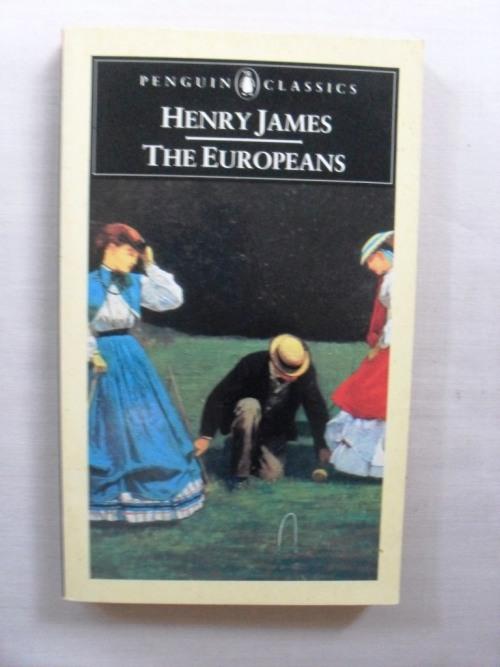 PENGUIN CLASSICS
HENRY JAMES
THE EUROPEANS